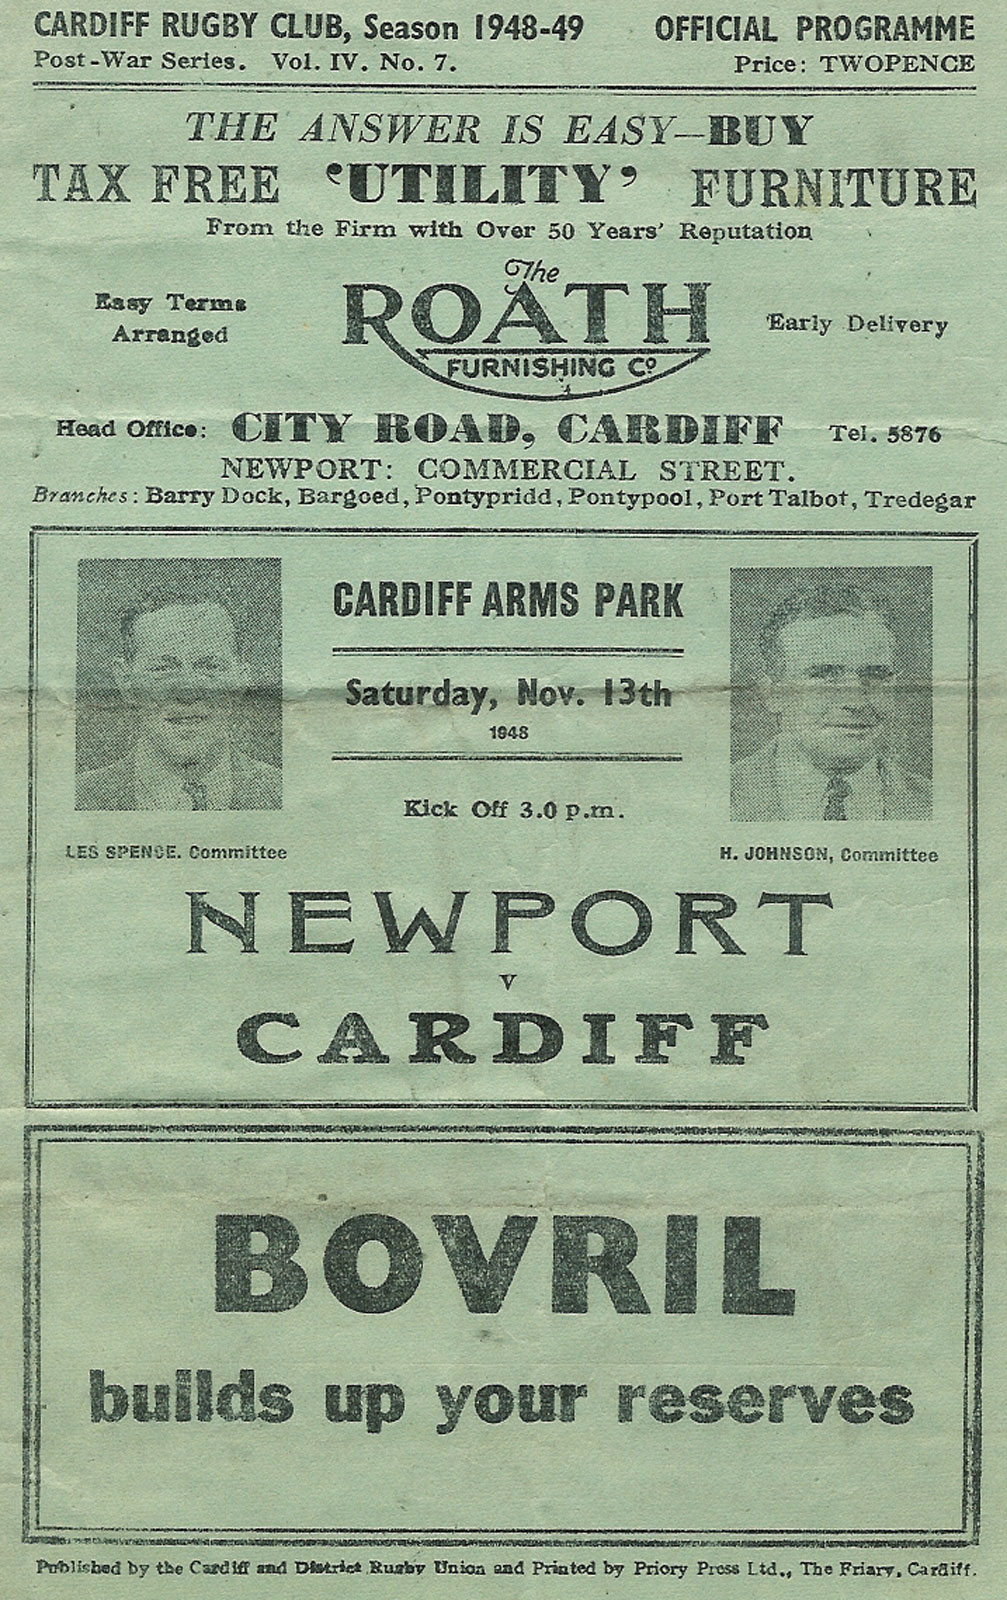 CARDIFF RUGBY CLUB, Season 1948-49 OFFICIAL PROGRAMME
Post-War Series. Vol. IV. No. 7. Price: TWOPENCE
THE ANSWER IS EASY—BUY
TAX FREE 'UTILITY' FURNITURE
From the Firm with Over 50 Years' Reputation
Easy Terms Arranged
The
ROATH
FURNISHING Co
Early Delivery
Head Office: CITY ROAD, CARDIFF Tel. 5876
NEWPORT: COMMERCIAL STREET.
Branches: Barry Dock, Bargoed, Pontypridd, Pontypool, Port Talbot, Tredegar
CARDIFF ARMS PARK
Saturday, Nov. 13th
1948
Kick Off 3.0 p.m.
LES SPENCE. Committee
H. JOHNSON, Committee
NEWPORT
v
CARDIFF
BOVRIL
builds up your reserves
Published by the Cardiff and District Rugby Union and Printed by Priory Press Ltd., The Friary, Cardiff.